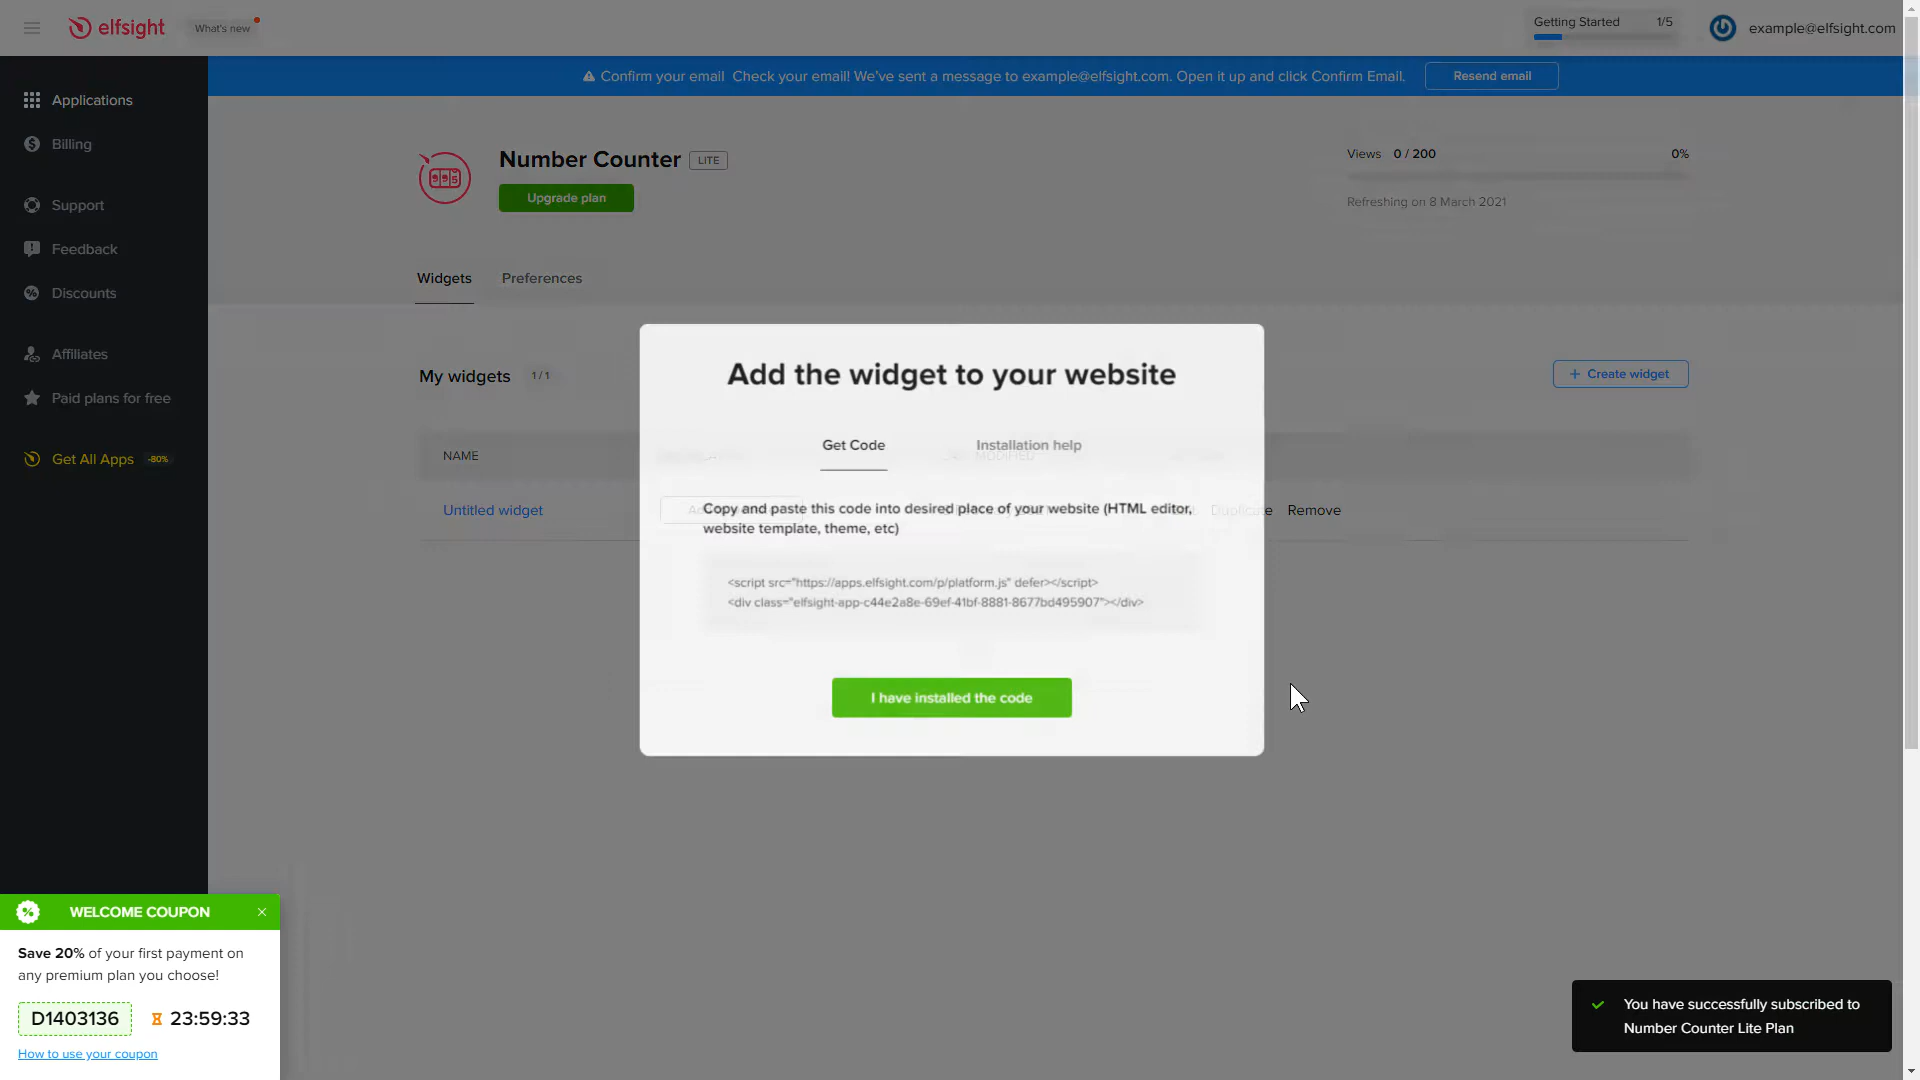 elfsight
What's new
Getting Started 1/5
example@elfsight.com
Confirm your email Check your email! We've sent a message to example@elfsight.com. Open it up and click Confirm Email.
Resend email
Applications
Billing
Support
Feedback
Discounts
Affiliates
Paid plans for free
Get All Apps -80%
Number Counter LITE
Upgrade plan
Views 0 / 200 0%
Refreshing on 8 March 2021
Widgets Preferences
My widgets 1 / 1
+ Create widget
NAME
MODIFIED
Untitled widget
Duplicate Remove
Add the widget to your website
Get Code Installation help
Copy and paste this code into desired place of your website (HTML editor,
website template, theme, etc)
<script src="https://apps.elfsight.com/p/platform.js" defer></script>
<div class="elfsight-app-c44e2a8e-69ef-41bf-8881-8677bd495907"></div>
I have installed the code
WELCOME COUPON
Save 20% of your first payment on
any premium plan you choose!
D1403136 23:59:33
How to use your coupon
You have successfully subscribed to
Number Counter Lite Plan